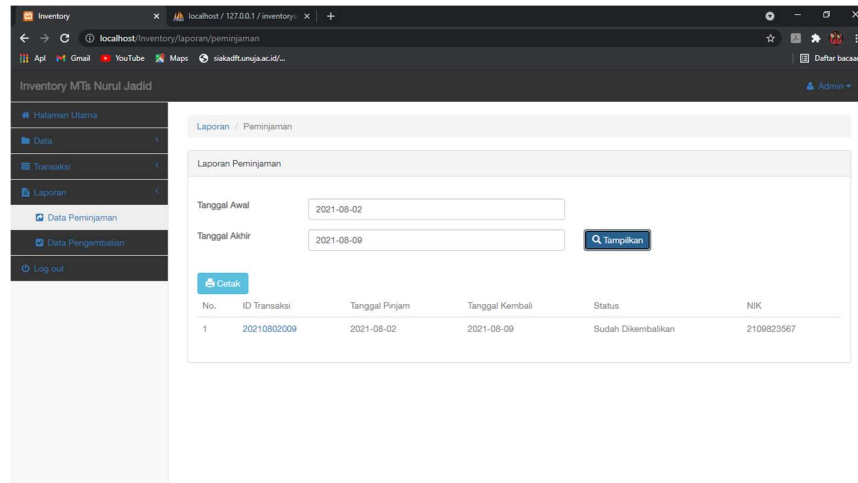 Inventory
localhost / 127.0.0.1 / inventorys
localhost/Inventory/laporan/peminjaman
Apl Gmail YouTube Maps siakadft.unuja.ac.id/... Daftar bacaan
Inventory MTs Nurul Jadid Admin
Halaman Utama
Data
Transaksi
Laporan
Data Peminjaman
Data Pengembalian
Log out
Laporan / Peminjaman
Laporan Peminjaman
Tanggal Awal 2021-08-02
Tanggal Akhir 2021-08-09 Tampilkan
Cetak
No. ID Transaksi Tanggal Pinjam Tanggal Kembali Status NIK
1 20210802009 2021-08-02 2021-08-09 Sudah Dikembalikan 2109823567